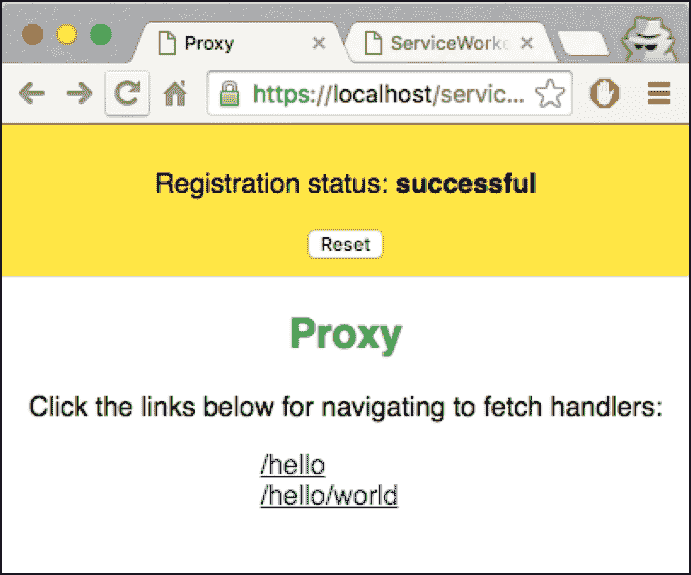 Proxy
ServiceWorke
https://localhost/servic...
Registration status: successful
Reset
Proxy
Click the links below for navigating to fetch handlers:
/hello
/hello/world